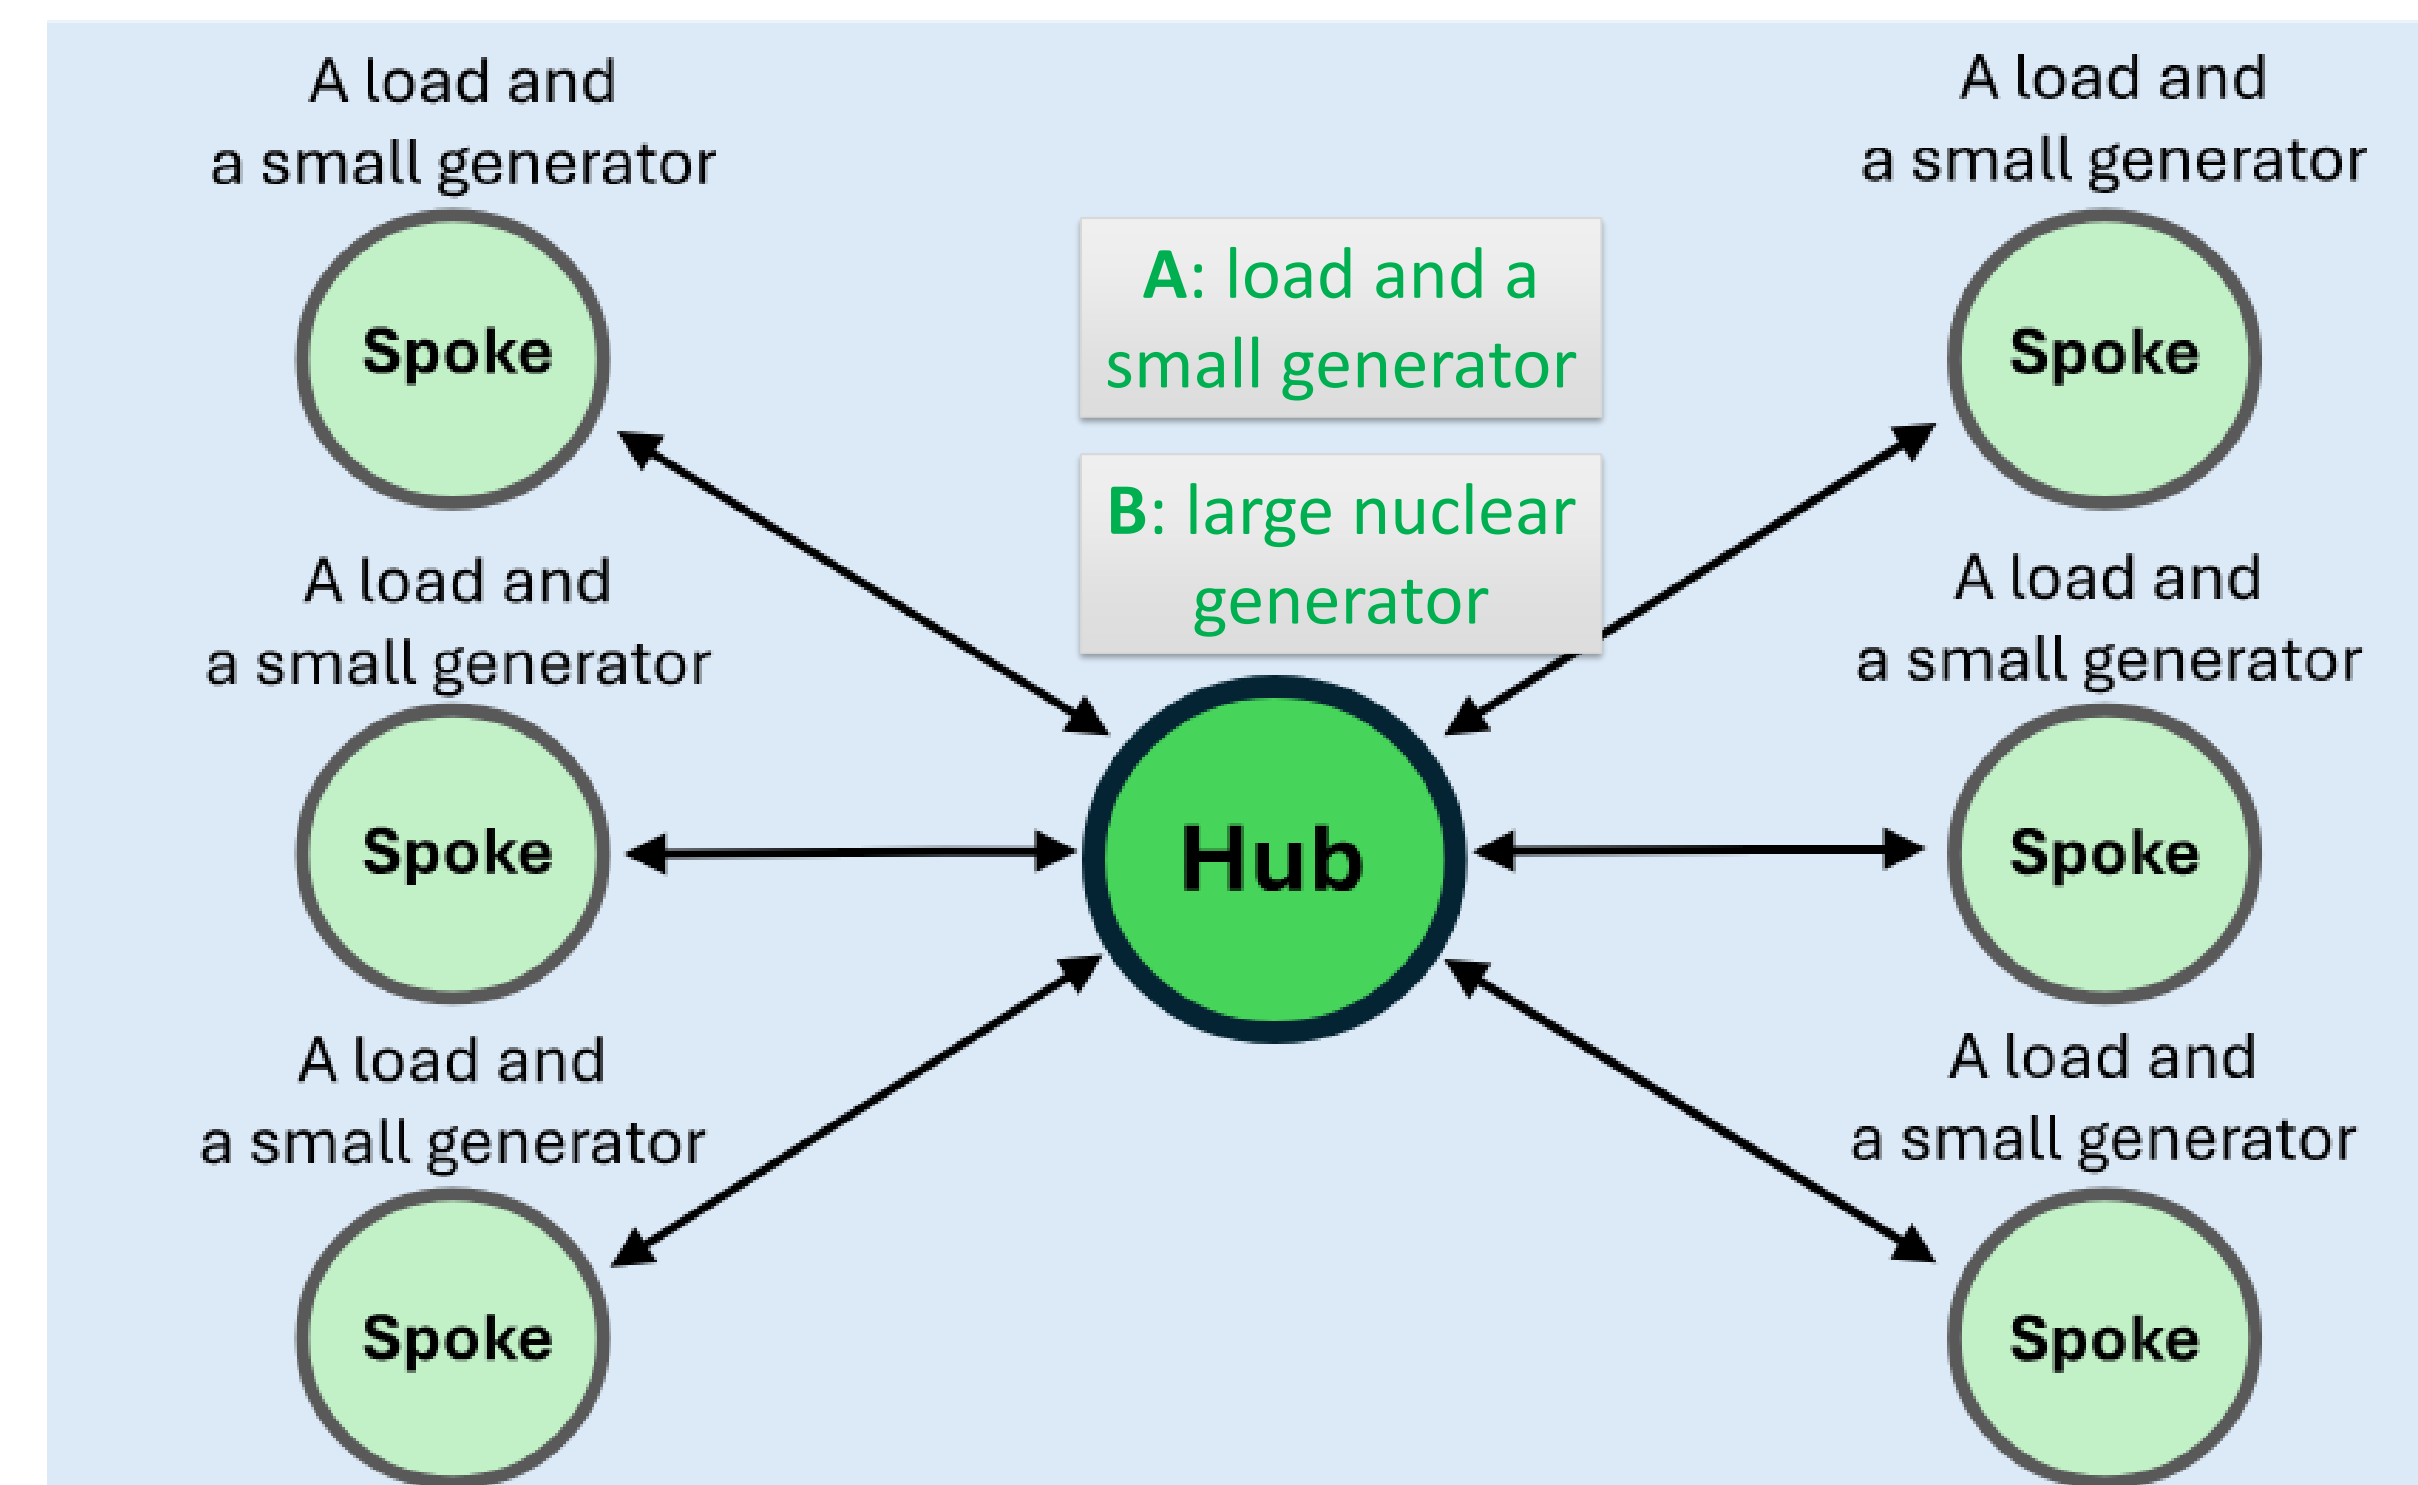 A load and
a small generator
Spoke
A load and
a small generator
Spoke
A load and
a small generator
Spoke
A: load and a
small generator
B: large nuclear
generator
Hub
A load and
a small generator
Spoke
A load and
a small generator
Spoke
A load and
a small generator
Spoke